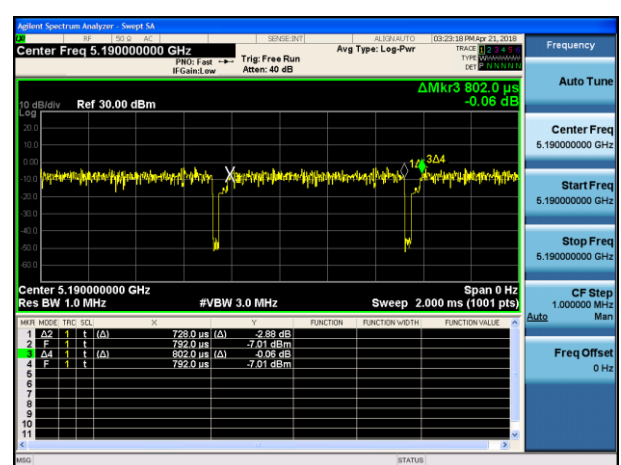 Agilent Spectrum Analyzer - Swept SA
RF 50 Ω AC SENSE:INT ALIGNAUTO 03:23:18 PM Apr 21, 2018
Center Freq 5.190000000 GHz
PNO: Fast
IFGain:Low
Trig: Free Run
Atten: 40 dB
Avg Type: Log-Pwr
TRACE 1 2 3 4 5 6
TYPE WWWWWW
DET P N N N N N
ΔMkr3 802.0 µs
-0.06 dB
10 dB/div Ref 30.00 dBm
Log
20.0
10.0
0.00
-10.0
-20.0
-30.0
-40.0
-50.0
-60.0
3Δ4
Center 5.190000000 GHz Span 0 Hz
Res BW 1.0 MHz #VBW 3.0 MHz Sweep 2.000 ms (1001 pts)
MKR MODE TRC SCL X Y FUNCTION FUNCTION WIDTH FUNCTION VALUE
1 Δ2 1 t (Δ) 728.0 µs (Δ) -2.88 dB
2 F 1 t 792.0 µs -7.01 dBm
3 Δ4 1 t (Δ) 802.0 µs (Δ) -0.06 dB
4 F 1 t 792.0 µs -7.01 dBm
5
6
7
8
9
10
11
MSG STATUS
Frequency
Auto Tune
Center Freq
5.190000000 GHz
Start Freq
5.190000000 GHz
Stop Freq
5.190000000 GHz
CF Step
1.000000 MHz
Auto Man
Freq Offset
0 Hz